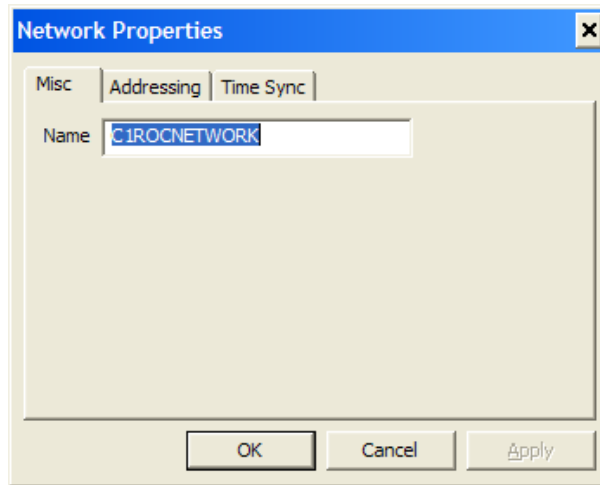 Network Properties
Misc Addressing Time Sync
Name C1ROCNETWORK
OK Cancel Apply